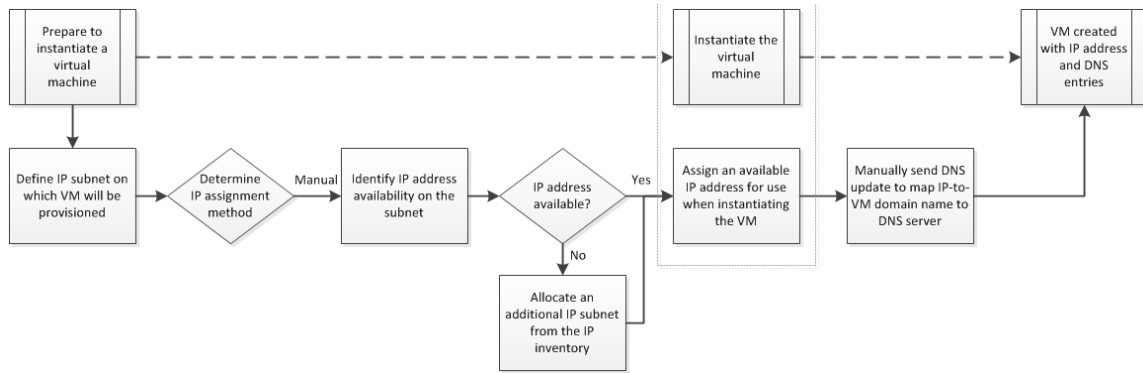 Prepare to
instantiate a
virtual
machine
Instantiate the
virtual
machine
VM created
with IP address
and DNS
entries
Define IP subnet on
which VM will be
provisioned
Determine
IP assignment
method
Manual
Identify IP address
availability on the
subnet
IP address
available?
Yes
No
Allocate an
additional IP subnet
from the IP
inventory
Assign an available
IP address for use
when instantiating
the VM
Manually send DNS
update to map IP-to-
VM domain name to
DNS server